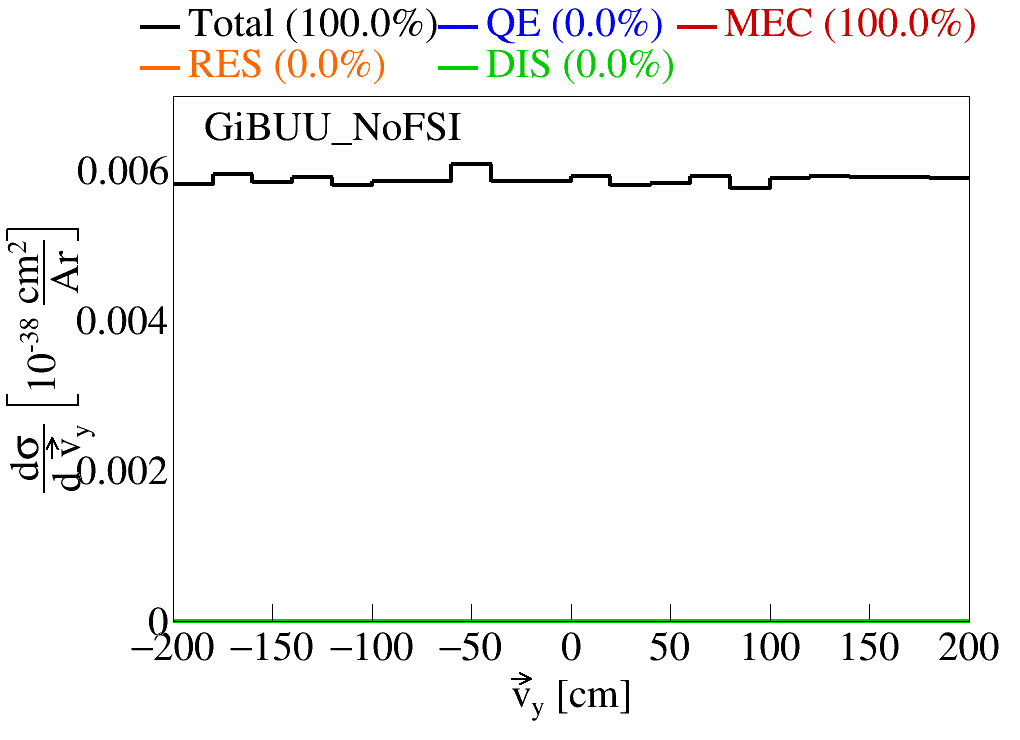 Total (100.0%) QE (0.0%) MEC (100.0%)
RES (0.0%) DIS (0.0%)
GiBUU_NoFSI
0.006
0.004
0.002
0
dσ/dv⃗y [10⁻³⁸ cm²/Ar]
−200 −150 −100 −50 0 50 100 150 200
v⃗y [cm]